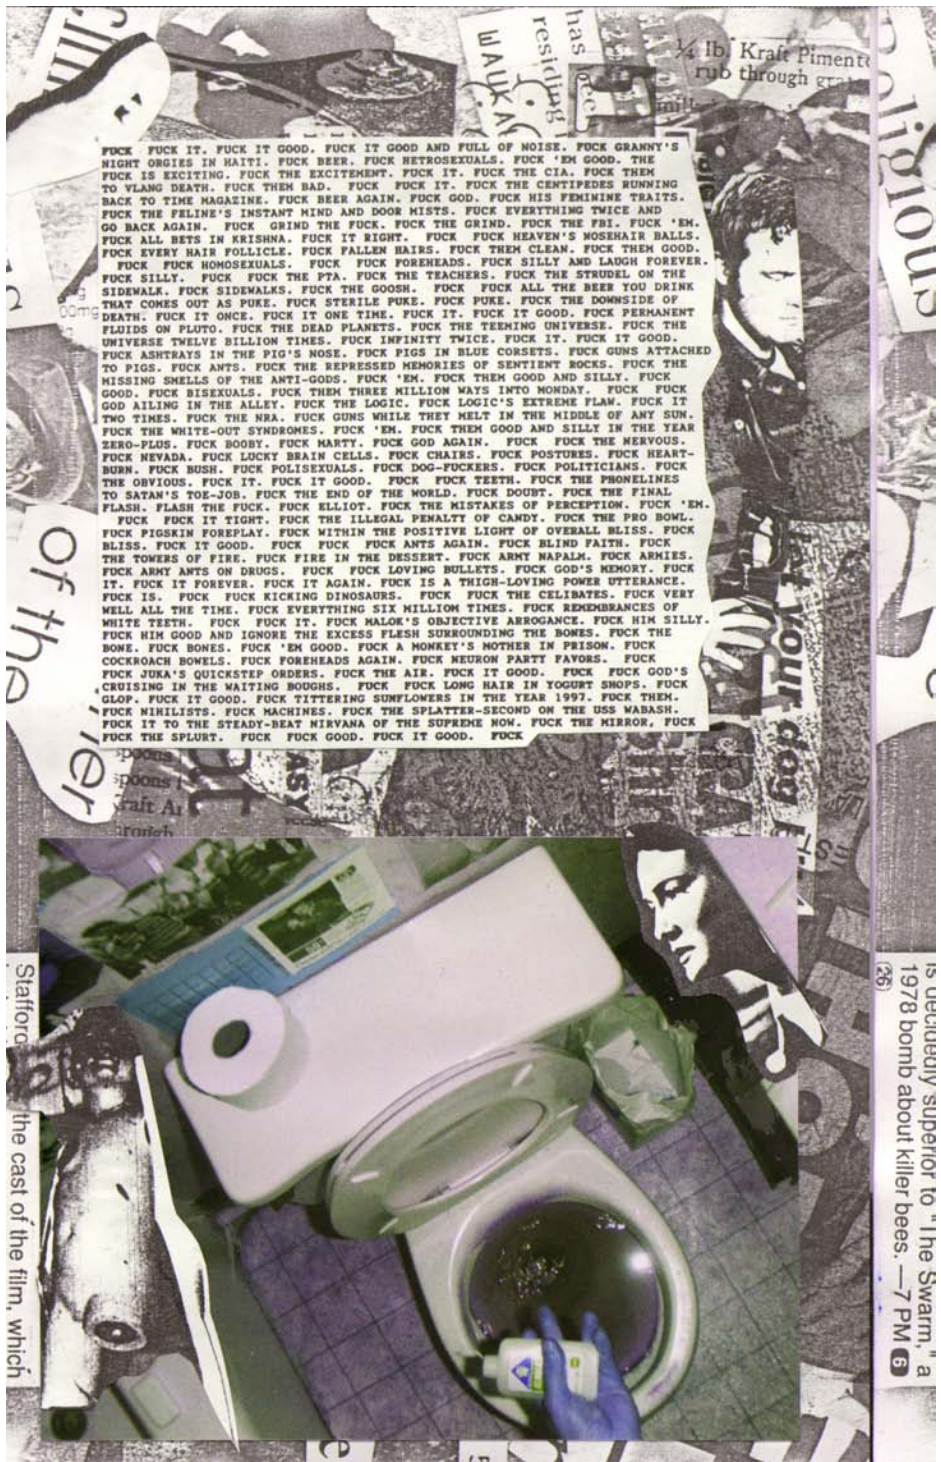 has
been
residing
WAUKA
1/4 lb. Kraft Pimento
rub through
Religious
FUCK FUCK IT. FUCK IT GOOD. FUCK IT GOOD AND FULL OF NOISE. FUCK GRANNY'S
NIGHT ORGIES IN HAITI. FUCK BEER. FUCK HETROSEXUALS. FUCK 'EM GOOD. THE
FUCK IS EXCITING. FUCK THE EXCITEMENT. FUCK IT. FUCK THE CIA. FUCK THEM
TO VLANG DEATH. FUCK THEM BAD. FUCK FUCK IT. FUCK THE CENTIPEDES RUNNING
BACK TO TIME MAGAZINE. FUCK BEER AGAIN. FUCK GOD. FUCK HIS FEMININE TRAITS.
FUCK THE FELINE'S INSTANT MIND AND DOOR MISTS. FUCK EVERYTHING TWICE AND
GO BACK AGAIN. FUCK GRIND THE FUCK. FUCK THE GRIND. FUCK THE FBI. FUCK 'EM.
FUCK ALL BETS IN KRISHNA. FUCK IT RIGHT. FUCK FUCK HEAVEN'S NOSEHAIR BALLS.
FUCK EVERY HAIR FOLLICLE. FUCK FALLEN HAIRS. FUCK THEM CLEAN. FUCK THEM GOOD.
FUCK FUCK HOMOSEXUALS. FUCK FUCK FOREHEADS. FUCK SILLY AND LAUGH FOREVER.
FUCK SILLY. FUCK FUCK THE PTA. FUCK THE TEACHERS. FUCK THE STRUDEL ON THE
SIDEWALK. FUCK SIDEWALKS. FUCK THE GOOSH. FUCK FUCK ALL THE BEER YOU DRINK
THAT COMES OUT AS PUKE. FUCK STERILE PUKE. FUCK PUKE. FUCK THE DOWNSIDE OF
DEATH. FUCK IT ONCE. FUCK IT ONE TIME. FUCK IT. FUCK IT GOOD. FUCK PERMANENT
FLUIDS ON PLUTO. FUCK THE DEAD PLANETS. FUCK THE TEEMING UNIVERSE. FUCK THE
UNIVERSE TWELVE BILLION TIMES. FUCK INFINITY TWICE. FUCK IT. FUCK IT GOOD.
FUCK ASHTRAYS IN THE PIG'S NOSE. FUCK PIGS IN BLUE CORSETS. FUCK GUNS ATTACHED
TO PIGS. FUCK ANTS. FUCK THE REPRESSED MEMORIES OF SENTIENT ROCKS. FUCK THE
MISSING SMELLS OF THE ANTI-GODS. FUCK 'EM. FUCK THEM GOOD AND SILLY. FUCK
GOOD. FUCK BISEXUALS. FUCK THEM THREE MILLION WAYS INTO MONDAY. FUCK FUCK
GOD AILING IN THE ALLEY. FUCK THE LOGIC. FUCK LOGIC'S EXTREME FLAW. FUCK IT
TWO TIMES. FUCK THE NRA. FUCK GUNS WHILE THEY MELT IN THE MIDDLE OF ANY SUN.
FUCK THE WHITE-OUT SYNDROMES. FUCK 'EM. FUCK THEM GOOD AND SILLY IN THE YEAR
ZERO-PLUS. FUCK BOOBY. FUCK MARTY. FUCK GOD AGAIN. FUCK FUCK THE NERVOUS.
FUCK NEVADA. FUCK LUCKY BRAIN CELLS. FUCK CHAIRS. FUCK POSTURES. FUCK HEART-
BURN. FUCK BUSH. FUCK POLISEXUALS. FUCK DOG-FUCKERS. FUCK POLITICIANS. FUCK
THE OBVIOUS. FUCK IT. FUCK IT GOOD. FUCK FUCK TEETH. FUCK THE PHONELINES
TO SATAN'S TOE-JOB. FUCK THE END OF THE WORLD. FUCK DOUBT. FUCK THE FINAL
FLASH. FLASH THE FUCK. FUCK ELLIOT. FUCK THE MISTAKES OF PERCEPTION. FUCK 'EM.
FUCK FUCK IT TIGHT. FUCK THE ILLEGAL PENALTY OF CANDY. FUCK THE PRO BOWL.
FUCK PIGSKIN FOREPLAY. FUCK WITHIN THE POSITIVE LIGHT OF OVERALL BLISS. FUCK
BLISS. FUCK IT GOOD. FUCK FUCK FUCK ANTS AGAIN. FUCK BLIND FAITH. FUCK
THE TOWERS OF FIRE. FUCK FIRE IN THE DESSERT. FUCK ARMY NAPALM. FUCK ARMIES.
FUCK ARMY ANTS ON DRUGS. FUCK FUCK LOVING BULLETS. FUCK GOD'S MEMORY. FUCK
IT. FUCK IT FOREVER. FUCK IT AGAIN. FUCK IS A THIGH-LOVING POWER UTTERANCE.
FUCK IS. FUCK FUCK KICKING DINOSAURS. FUCK FUCK THE CELIBATES. FUCK VERY
WELL ALL THE TIME. FUCK EVERYTHING SIX MILLIOM TIMES. FUCK REMEMBRANCES OF
WHITE TEETH. FUCK FUCK IT. FUCK MALOK'S OBJECTIVE ARROGANCE. FUCK HIM SILLY.
FUCK HIM GOOD AND IGNORE THE EXCESS FLESH SURROUNDING THE BONES. FUCK THE
BONE. FUCK BONES. FUCK 'EM GOOD. FUCK A MONKEY'S MOTHER IN PRISON. FUCK
COCKROACH BOWELS. FUCK FOREHEADS AGAIN. FUCK NEURON PARTY FAVORS. FUCK
FUCK JUKA'S QUICKSTEP ORDERS. FUCK THE AIR. FUCK IT GOOD. FUCK FUCK GOD'S
CRUISING IN THE WAITING BOUGHS. FUCK FUCK LONG HAIR IN YOGURT SHOPS. FUCK
GLOP. FUCK IT GOOD. FUCK TITTERING SUNFLOWERS IN THE YEAR 1997. FUCK THEM.
FUCK NIHILISTS. FUCK MACHINES. FUCK THE SPLATTER-SECOND ON THE USS WABASH.
FUCK IT TO THE STEADY-BEAT NIRVANA OF THE SUPREME NOW. FUCK THE MIRROR, FUCK
FUCK THE SPLURT. FUCK FUCK GOOD. FUCK IT GOOD. FUCK
of the
your dog
spoons
Kraft
Stafford
the cast of the film, which
is decidedly superior to "The Swarm," a
1978 bomb about killer bees. —7 PM 6
26